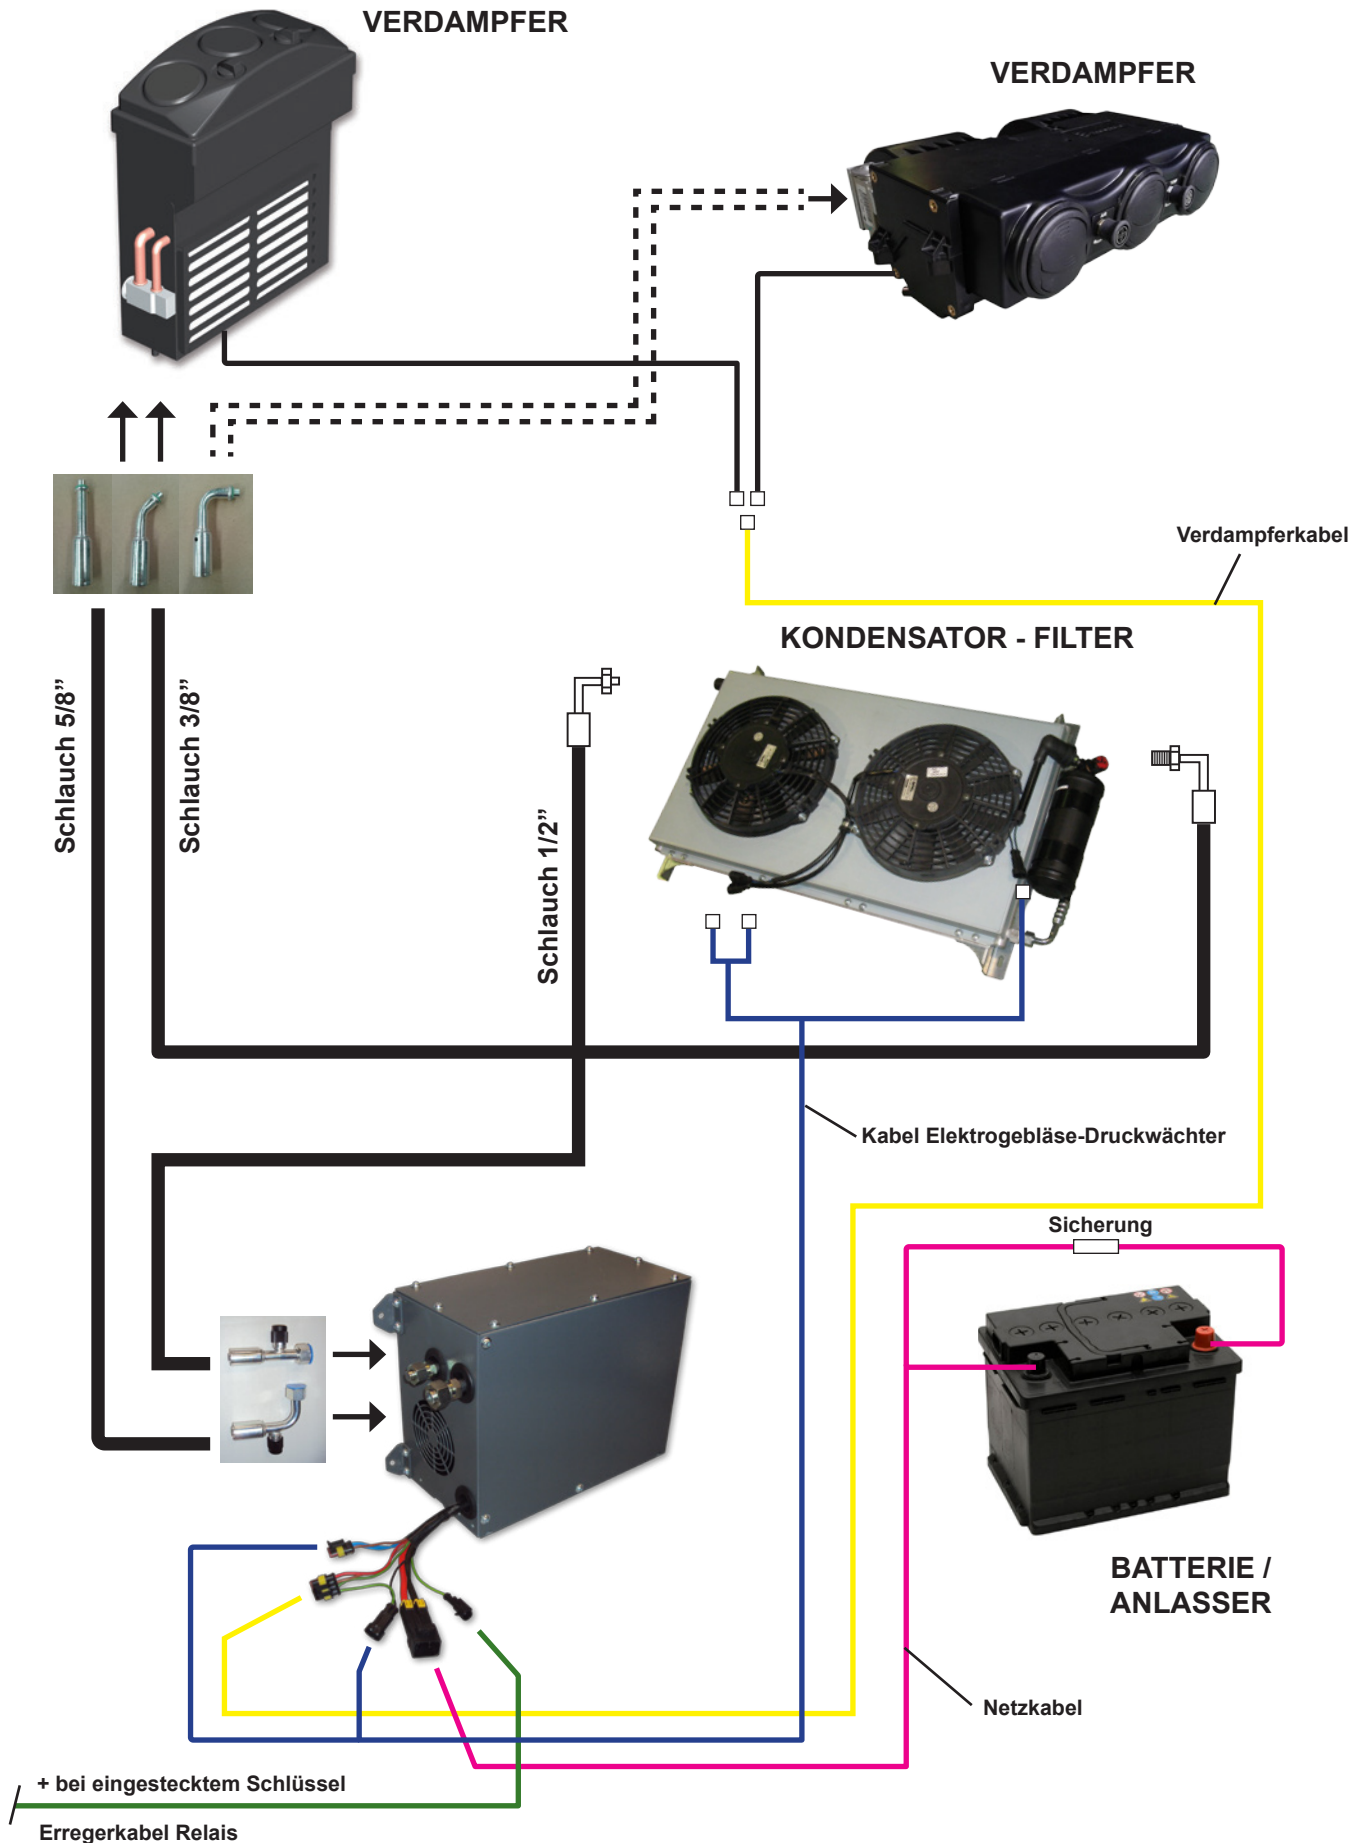 VERDAMPFER
VERDAMPFER
Verdampferkabel
KONDENSATOR - FILTER
Schlauch 5/8”
Schlauch 3/8”
Schlauch 1/2”
Kabel Elektrogebläse-Druckwächter
Sicherung
BATTERIE /
ANLASSER
Netzkabel
+ bei eingestecktem Schlüssel
Erregerkabel Relais